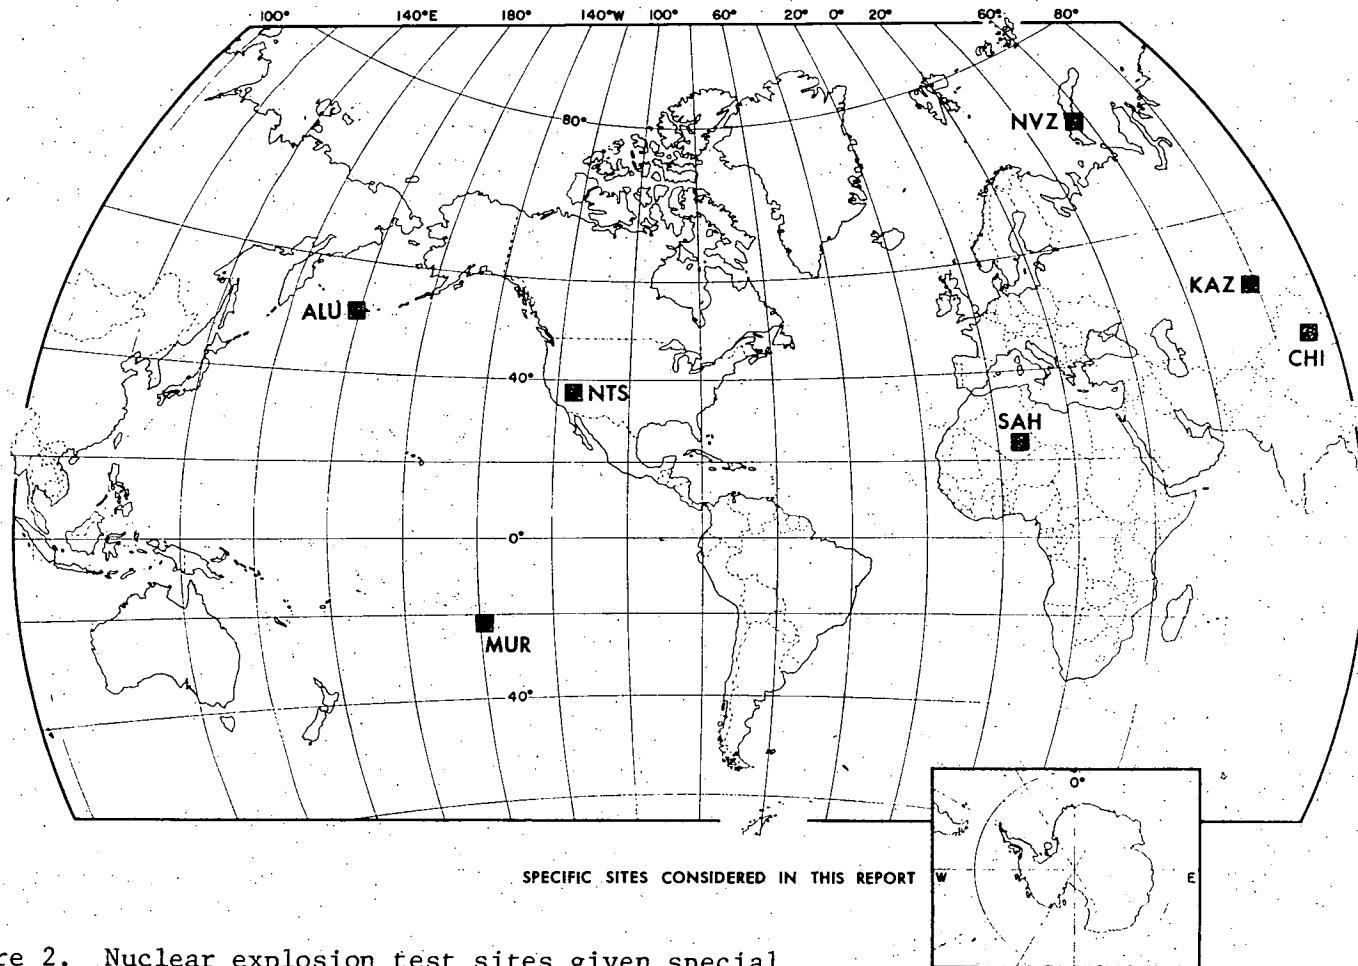 100° 140°E 180° 140°W 100° 60° 20° 0° 20° 60° 80°
80°
NVZ
KAZ
ALU
CHI
40°
NTS
SAH
0°
MUR
40°
0°
SPECIFIC SITES CONSIDERED IN THIS REPORT
W E
re 2. Nuclear explosion test sites given special